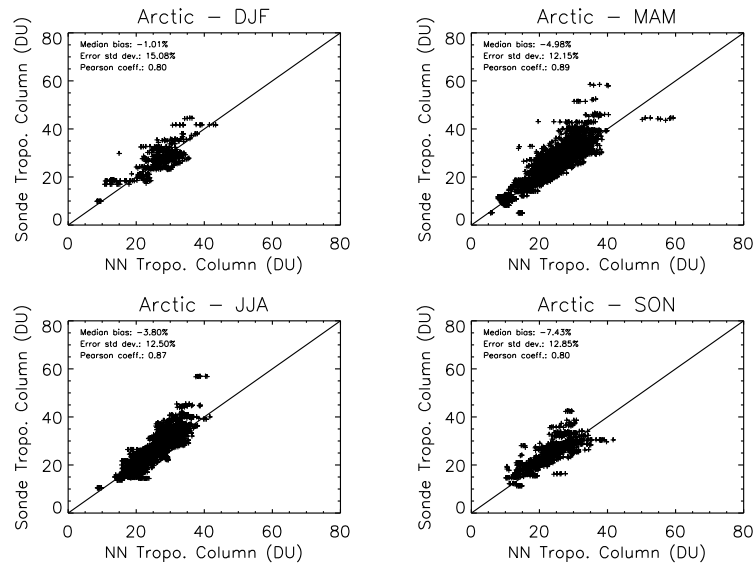 Arctic – DJF
Median bias: -1.01%
Error std dev.: 15.08%
Pearson coeff.: 0.80
Sonde Tropo. Column (DU)
80
60
40
20
0
0 20 40 60 80
NN Tropo. Column (DU)
Arctic – MAM
Median bias: -4.98%
Error std dev.: 12.15%
Pearson coeff.: 0.89
Sonde Tropo. Column (DU)
80
60
40
20
0
0 20 40 60 80
NN Tropo. Column (DU)
Arctic – JJA
Median bias: -3.80%
Error std dev.: 12.50%
Pearson coeff.: 0.87
Sonde Tropo. Column (DU)
80
60
40
20
0
0 20 40 60 80
NN Tropo. Column (DU)
Arctic – SON
Median bias: -7.43%
Error std dev.: 12.85%
Pearson coeff.: 0.80
Sonde Tropo. Column (DU)
80
60
40
20
0
0 20 40 60 80
NN Tropo. Column (DU)